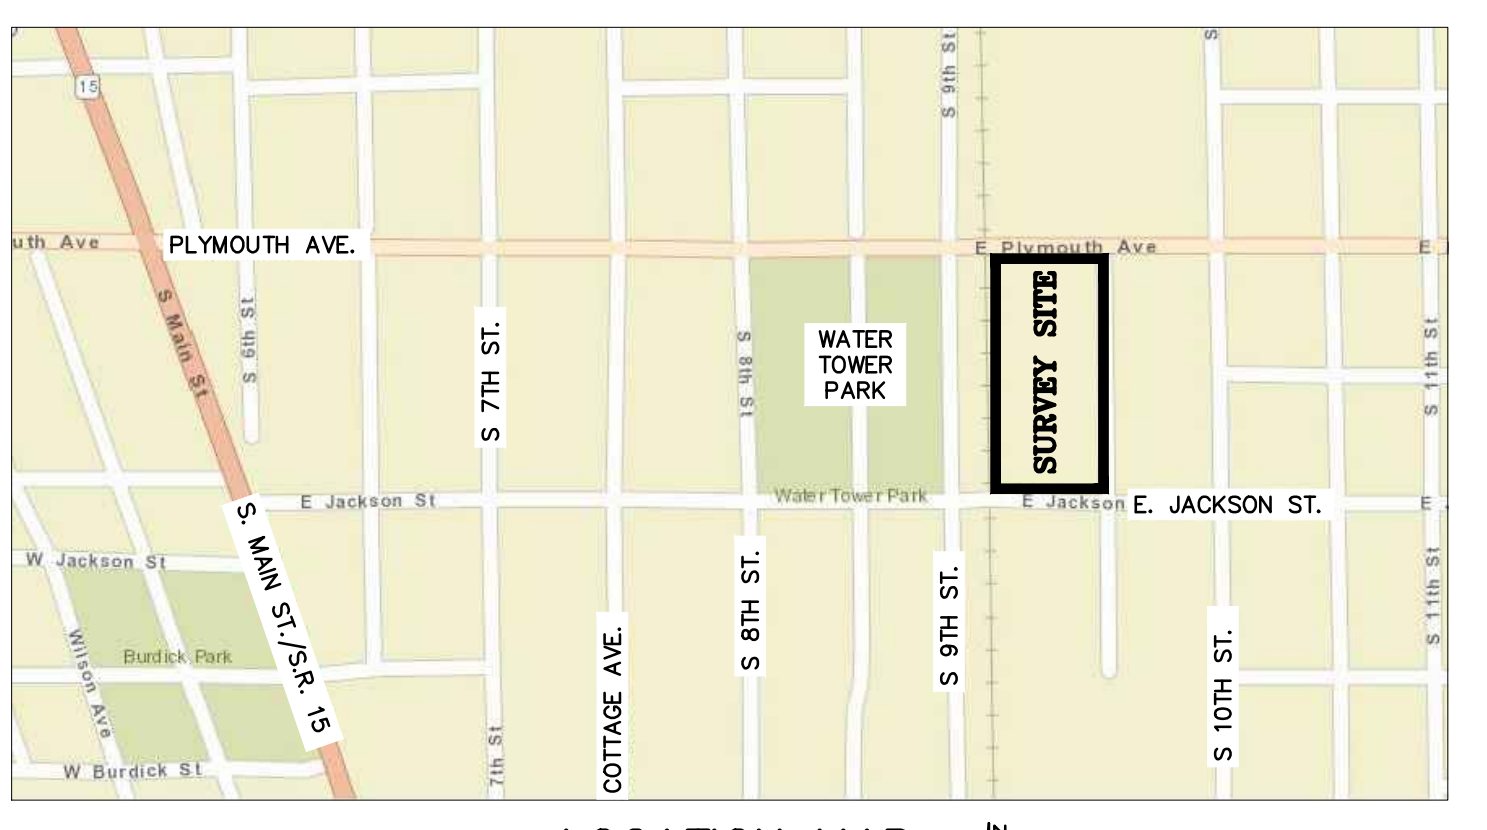 S 9th St
S
15
uth Ave
PLYMOUTH AVE.
E Plymouth Ave
E
S Main St
S 6th St
S 7TH ST.
S 8th St
WATER
TOWER
PARK
SURVEY SITE
S 11th St
E Jackson St
Water Tower Park
E Jackson
E. JACKSON ST.
E
W Jackson St
S. MAIN ST./S.R. 15
Burdick Park
Wilson Ave
W Burdick St
7th St
COTTAGE AVE.
S 8TH ST.
S 9TH ST.
S 10TH ST.
S 11th St